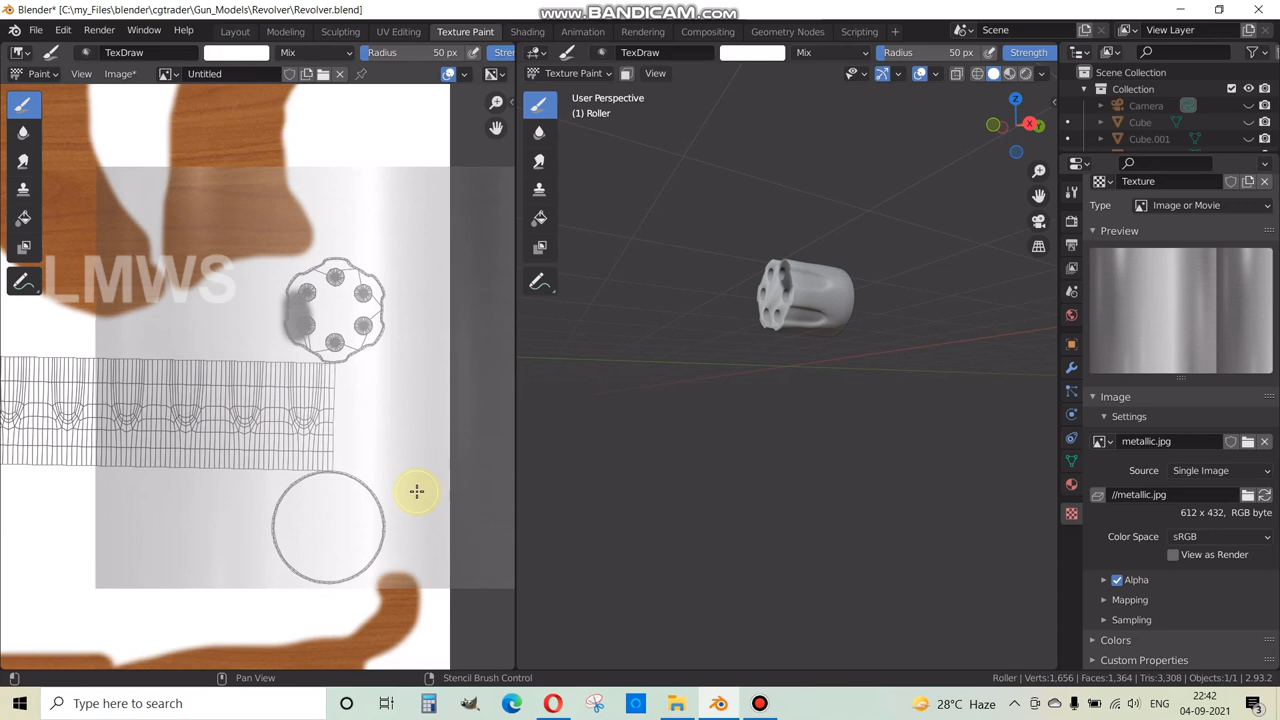 Blender* [C:\my_Files\blender\cgtrader\Gun_Models\Revolver\Revolver.blend]
www.BANDICAM.com
File Edit Render Window Help Layout Modeling Sculpting UV Editing Texture Paint Shading Animation Rendering Compositing Geometry Nodes Scripting + Scene View Layer
TexDraw Mix Radius 50 px Stren TexDraw Mix Radius 50 px Strength
Paint View Image* Untitled Texture Paint View
Scene Collection
Collection
Camera
Cube
Cube.001
User Perspective
(1) Roller
Z
X
Y
Texture
Type Image or Movie
Preview
LMWS
Image
Settings
metallic.jpg
Source Single Image
//metallic.jpg
612 x 432, RGB byte
Color Space sRGB
View as Render
Alpha
Mapping
Sampling
Colors
Custom Properties
Pan View Stencil Brush Control Roller | Verts:1,656 | Faces:1,364 | Tris:3,308 | Objects:1/1 | 2.93.2
Type here to search 28°C Haze ENG 22:42
04-09-2021 3